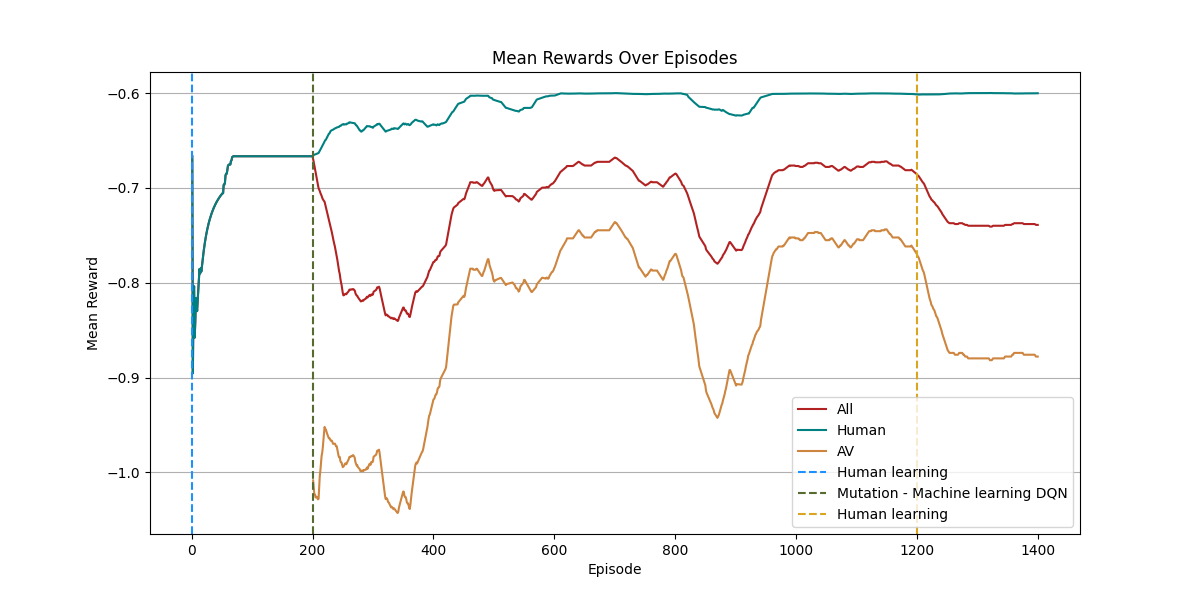 Mean Rewards Over Episodes
Mean Reward
−0.6
−0.7
−0.8
−0.9
−1.0
0 200 400 600 800 1000 1200 1400
Episode
All
Human
AV
Human learning
Mutation - Machine learning DQN
Human learning